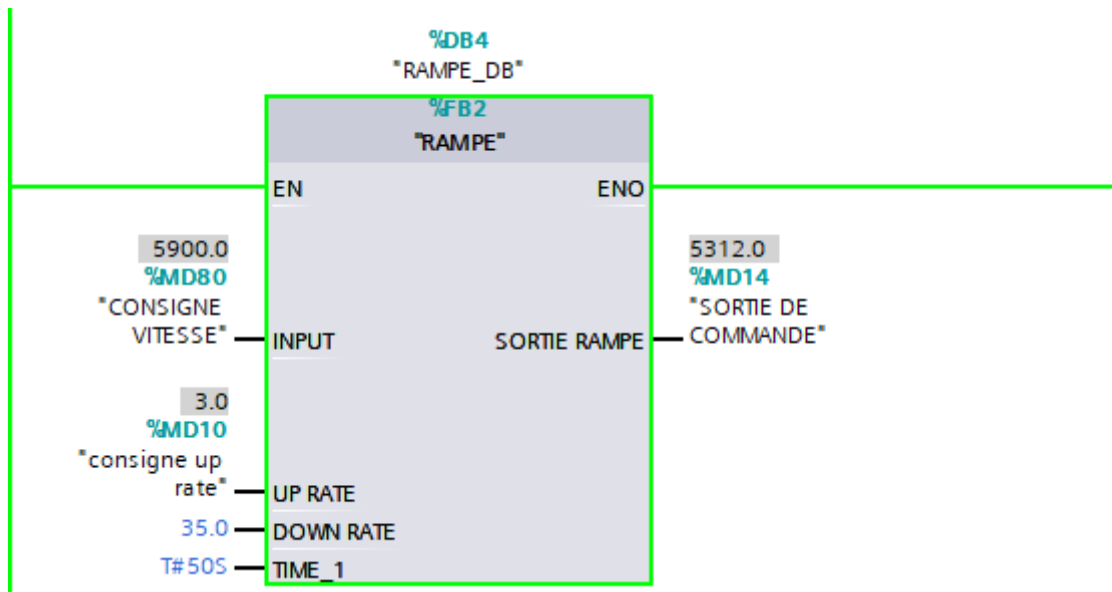 %DB4
"RAMPE_DB"
%FB2
"RAMPE"
EN
ENO
5900.0
%MD80
"CONSIGNE
VITESSE"
INPUT
5312.0
%MD14
"SORTIE DE
COMMANDE"
SORTIE RAMPE
3.0
%MD10
"consigne up
rate"
UP RATE
35.0
DOWN RATE
T#50S
TIME_1